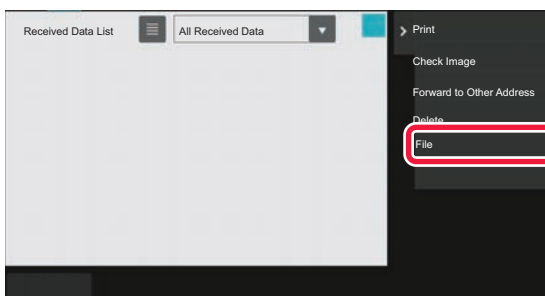 Received Data List
All Received Data
Print
Check Image
Forward to Other Address
Delete
File